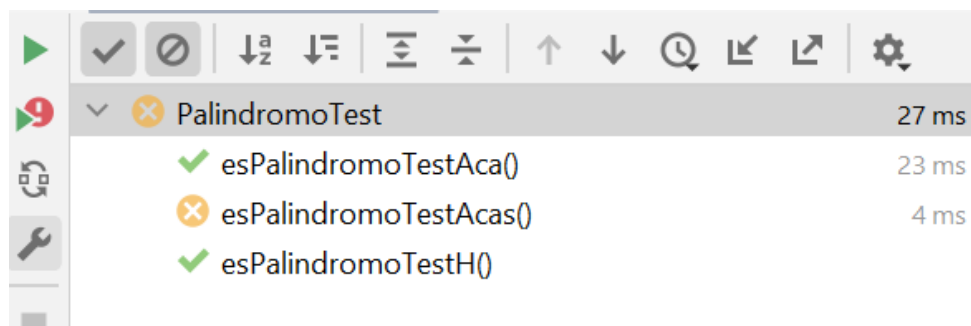 PalindromoTest 27 ms
esPalindromoTestAca() 23 ms
esPalindromoTestAcas() 4 ms
esPalindromoTestH()